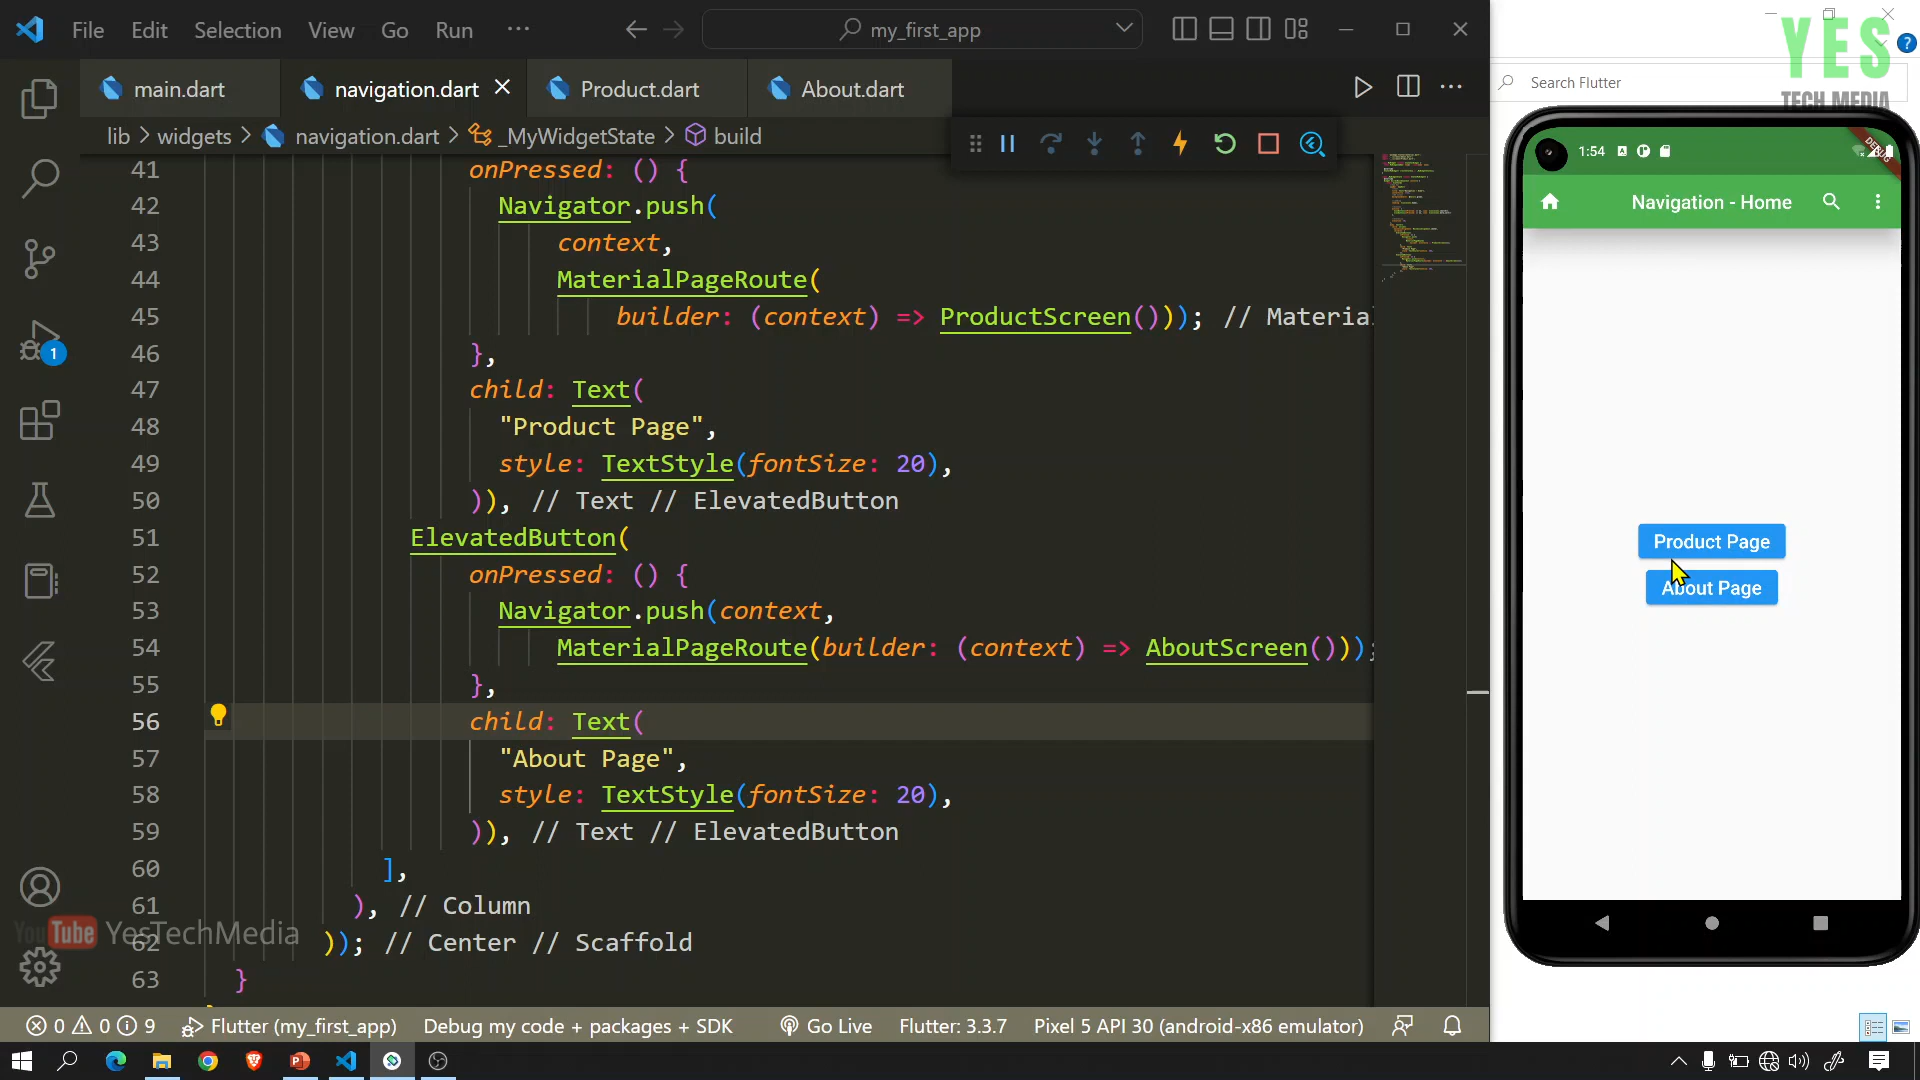 File Edit Selection View Go Run ···
my_first_app
YES
TECH MEDIA
Search Flutter
main.dart navigation.dart Product.dart About.dart
lib > widgets > navigation.dart > _MyWidgetState > build
41 onPressed: () {
42 Navigator.push(
43 context,
44 MaterialPageRoute(
45 builder: (context) => ProductScreen())); // Material
46 },
47 child: Text(
48 "Product Page",
49 style: TextStyle(fontSize: 20),
50 )), // Text // ElevatedButton
51 ElevatedButton(
52 onPressed: () {
53 Navigator.push(context,
54 MaterialPageRoute(builder: (context) => AboutScreen()));
55 },
56 child: Text(
57 "About Page",
58 style: TextStyle(fontSize: 20),
59 )), // Text // ElevatedButton
60 ],
61 ), // Column
62 )); // Center // Scaffold
63 }
1
YouTube YesTechMedia
1:54
DEBUG
Navigation - Home
Product Page
About Page
0 0 9 Flutter (my_first_app) Debug my code + packages + SDK Go Live Flutter: 3.3.7 Pixel 5 API 30 (android-x86 emulator)